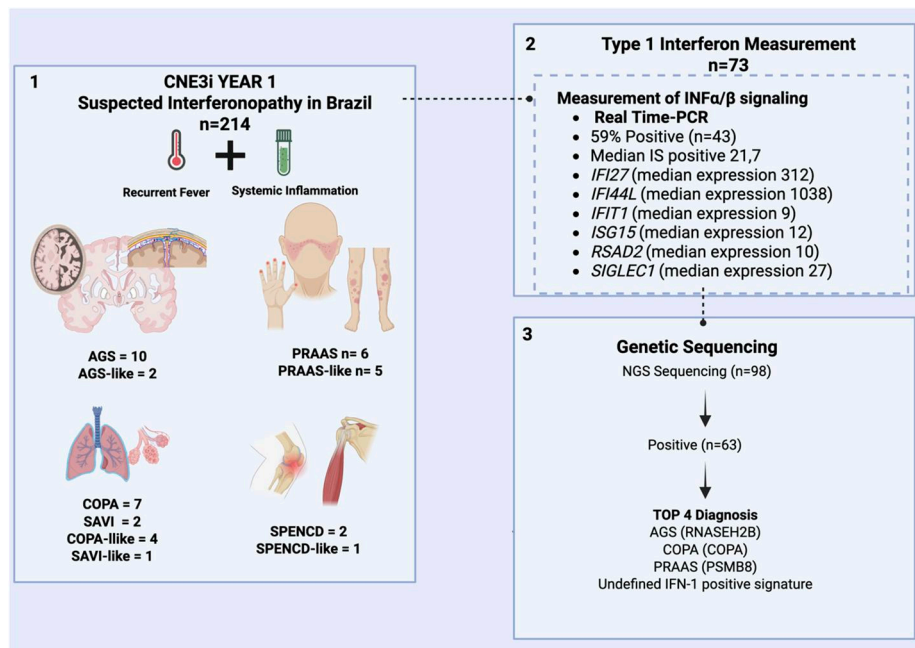 1
CNE3i YEAR 1
Suspected Interferonopathy in Brazil
n=214
Recurrent Fever
Systemic Inflammation
AGS = 10
AGS-like = 2
PRAAS n= 6
PRAAS-like n= 5
COPA = 7
SAVI = 2
COPA-llike = 4
SAVI-like = 1
SPENCD = 2
SPENCD-like = 1
2
Type 1 Interferon Measurement
n=73
Measurement of INFα/β signaling
• Real Time-PCR
• 59% Positive (n=43)
• Median IS positive 21,7
• IFI27 (median expression 312)
• IFI44L (median expression 1038)
• IFIT1 (median expression 9)
• ISG15 (median expression 12)
• RSAD2 (median expression 10)
• SIGLEC1 (median expression 27)
3
Genetic Sequencing
NGS Sequencing (n=98)
Positive (n=63)
TOP 4 Diagnosis
AGS (RNASEH2B)
COPA (COPA)
PRAAS (PSMB8)
Undefined IFN-1 positive signature